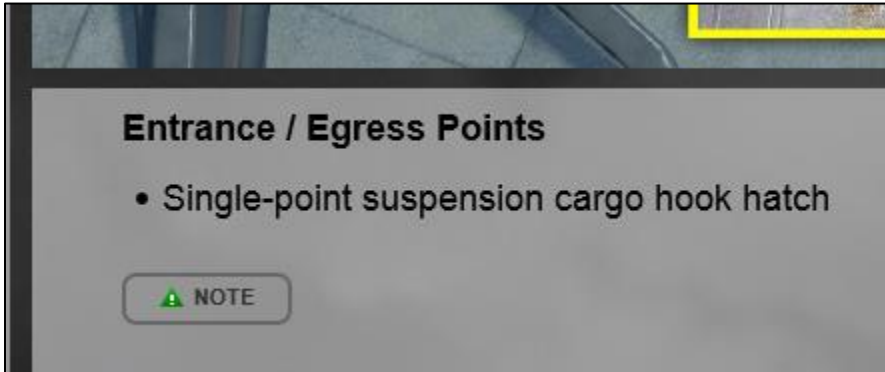 Entrance / Egress Points
• Single-point suspension cargo hook hatch
NOTE